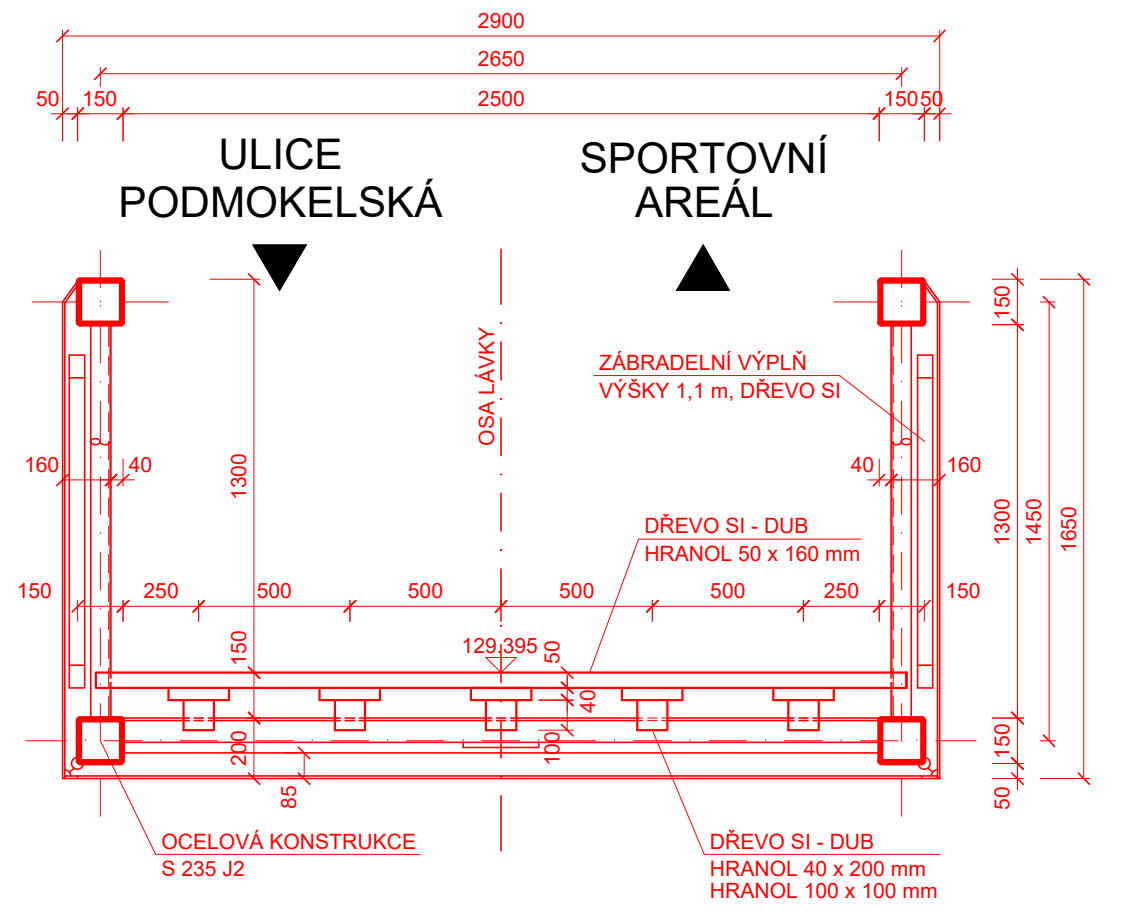 2900
2650
50 150 2500 150 50
ULICE
PODMOKELSKÁ
SPORTOVNÍ
AREÁL
OSA LÁVKY
ZÁBRADELNÍ VÝPLŇ
VÝŠKY 1,1 m, DŘEVO SI
150
160 40 1300 40 160
1300 1450 1650
DŘEVO SI - DUB
HRANOL 50 x 160 mm
150 250 500 500 500 500 250 150
150 129,395 50
40
200 100 150
85 50
OCELOVÁ KONSTRUKCE
S 235 J2
DŘEVO SI - DUB
HRANOL 40 x 200 mm
HRANOL 100 x 100 mm